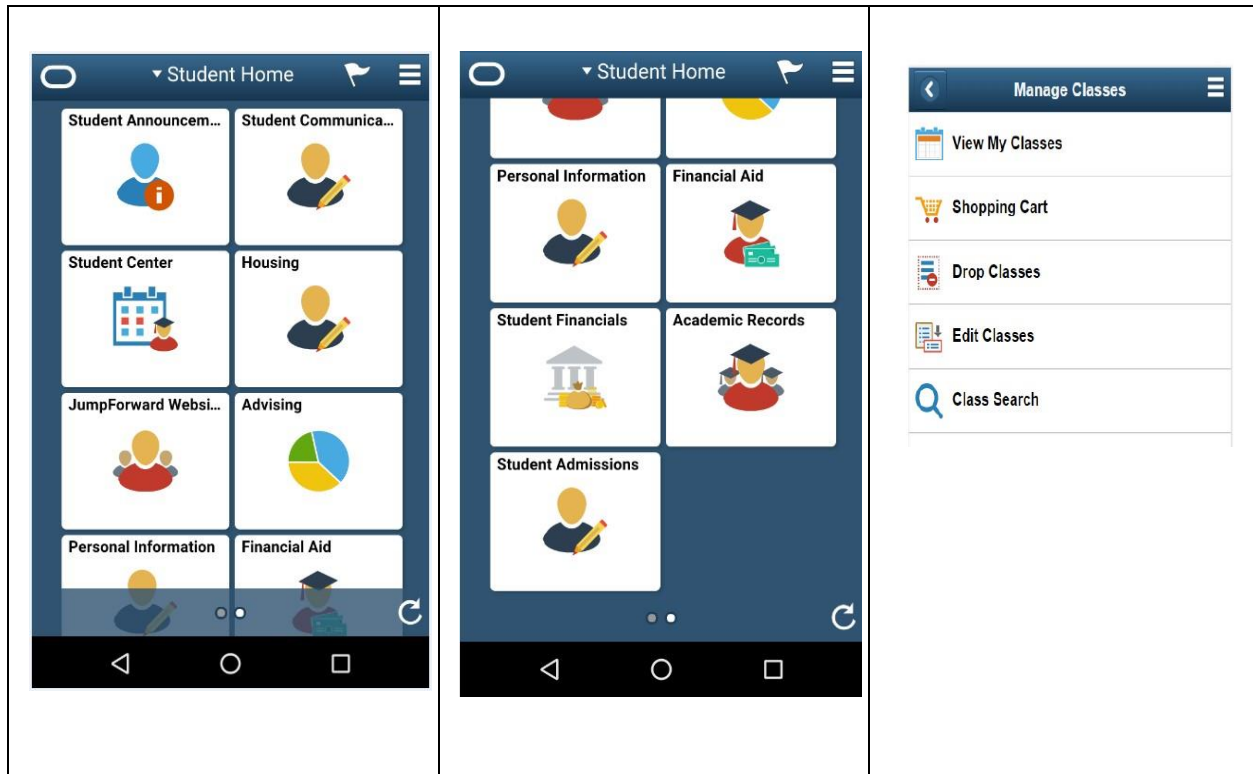 Student Home
Student Announcem...
Student Communica...
Student Center
Housing
JumpForward Websi...
Advising
Personal Information
Financial Aid
Student Home
Personal Information
Financial Aid
Student Financials
Academic Records
Student Admissions
Manage Classes
View My Classes
Shopping Cart
Drop Classes
Edit Classes
Class Search